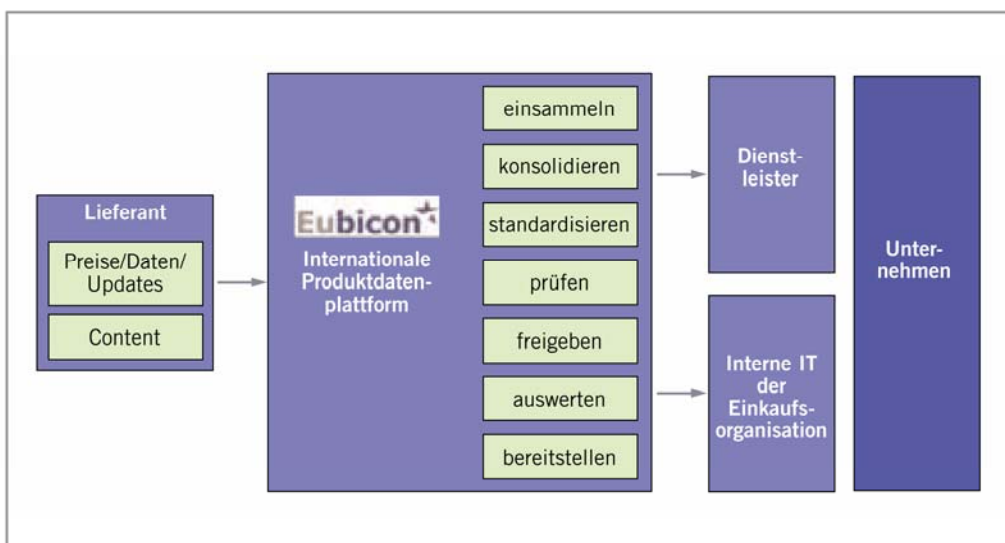 Lieferant
Preise/Daten/
Updates
Content
Eubicon
Internationale
Produktdaten-
plattform
einsammeln
konsolidieren
standardisieren
prüfen
freigeben
auswerten
bereitstellen
Dienst-
leister
Interne IT
der
Einkaufs-
organisation
Unter-
nehmen